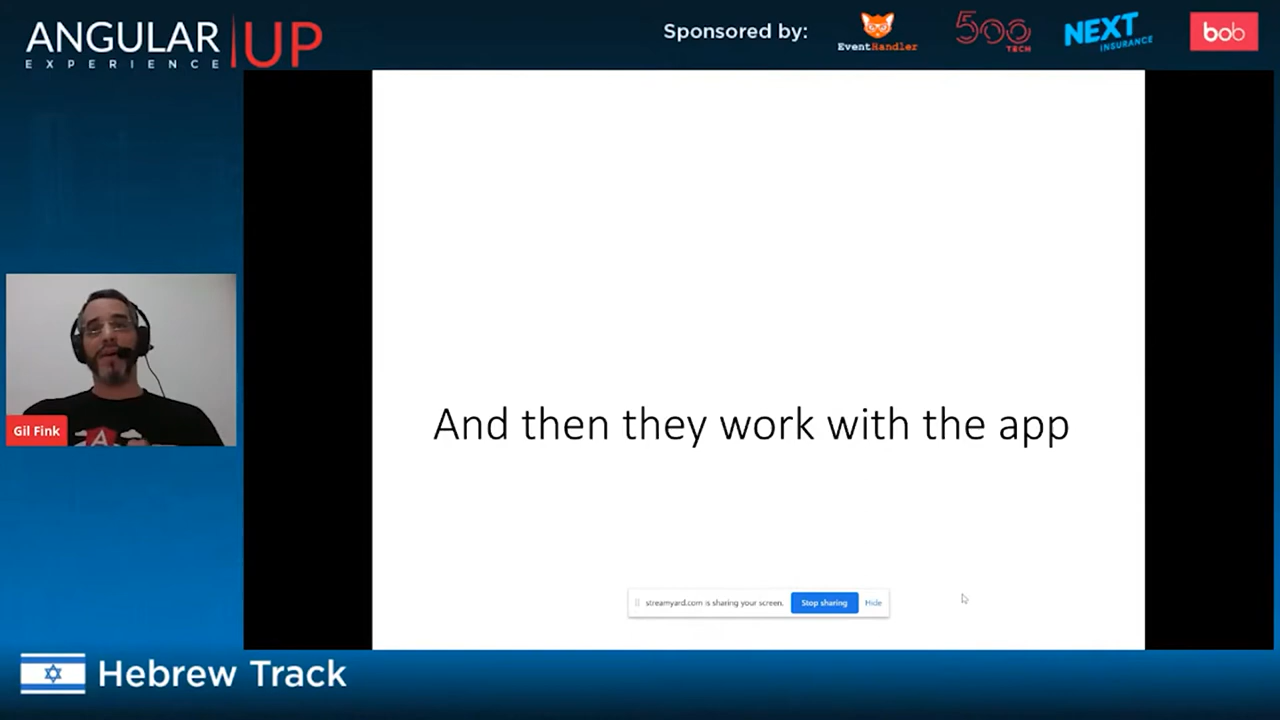 ANGULAR UP
EXPERIENCE
Sponsored by:
EventHandler
500
TECH
NEXT
INSURANCE
bob
And then they work with the app
Gil Fink
A
streamyard.com is sharing your screen.
Stop sharing
Hide
Hebrew Track